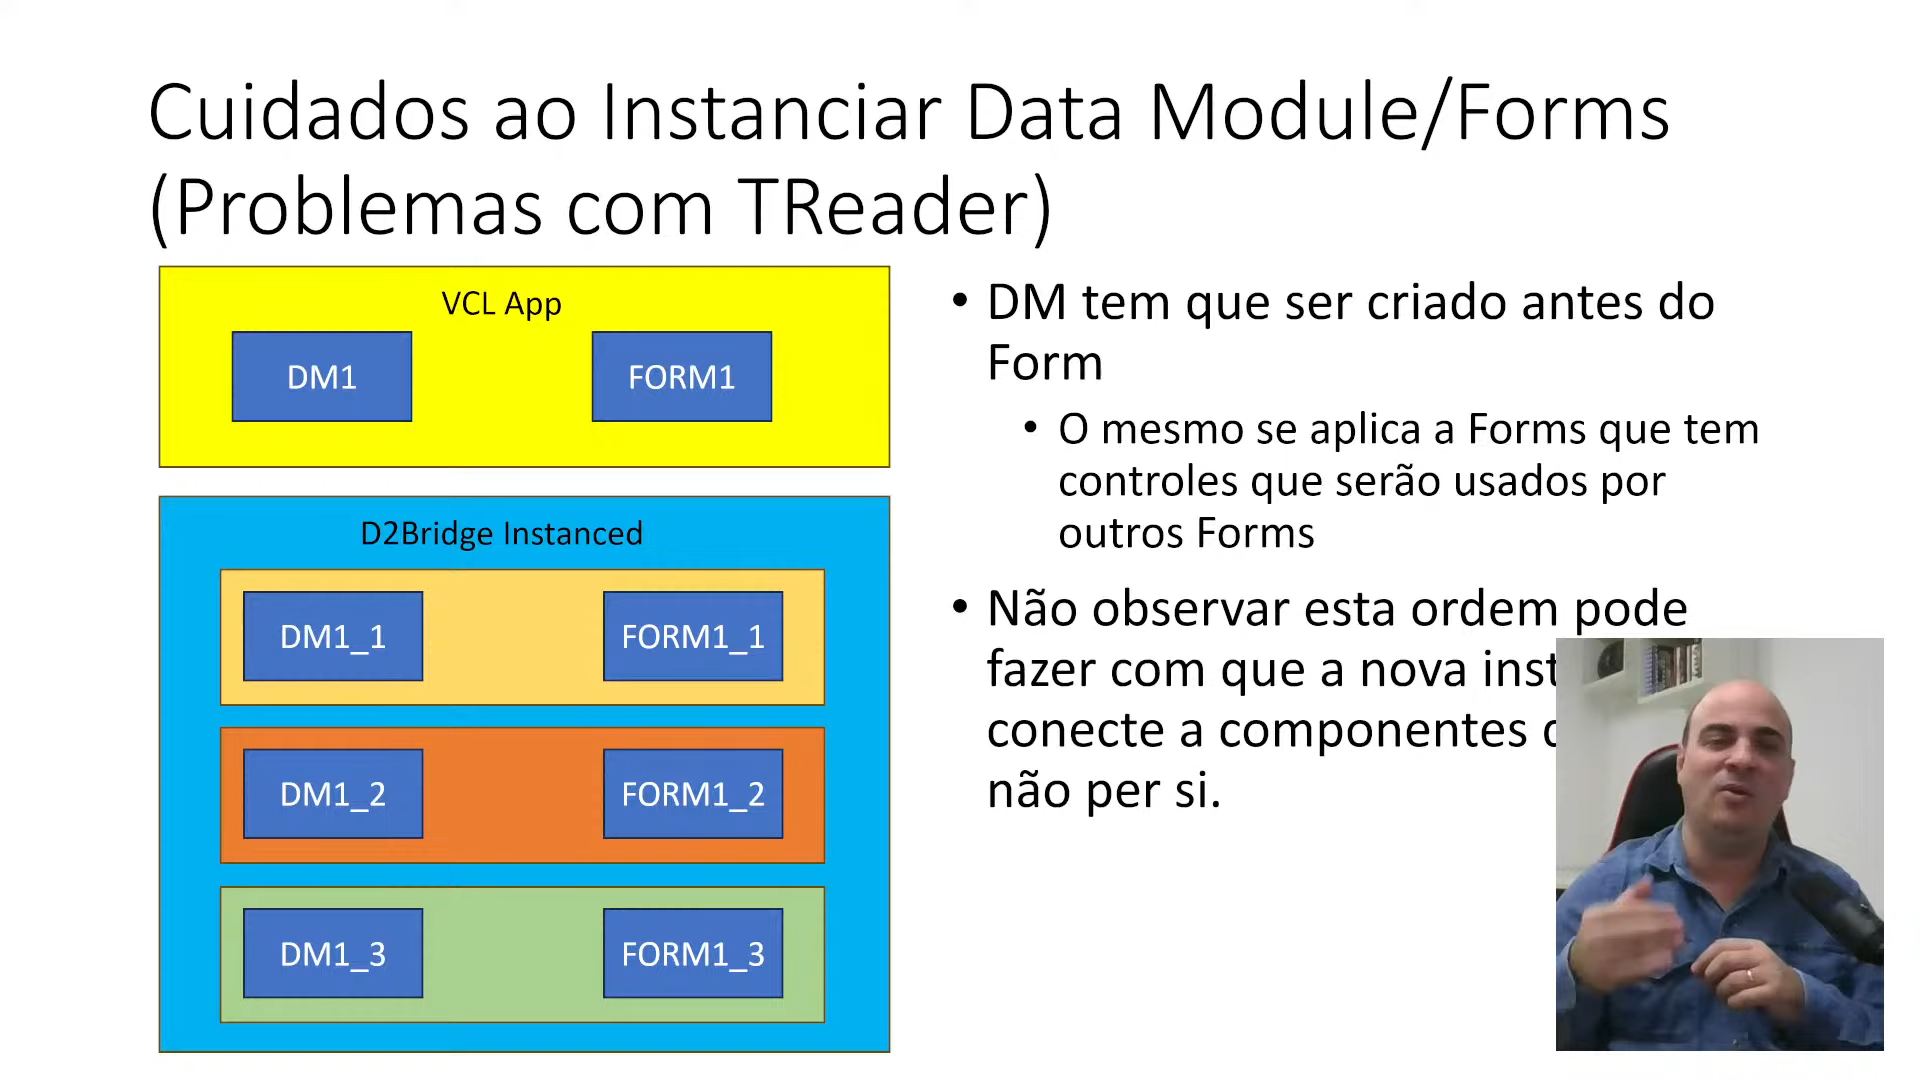 Cuidados ao Instanciar Data Module/Forms
(Problemas com TReader)
VCL App
DM1
FORM1
D2Bridge Instanced
DM1_1
FORM1_1
DM1_2
FORM1_2
DM1_3
FORM1_3
• DM tem que ser criado antes do
Form
• O mesmo se aplica a Forms que tem
controles que serão usados por
outros Forms
• Não observar esta ordem pode
fazer com que a nova
conecte a componentes
não per si.